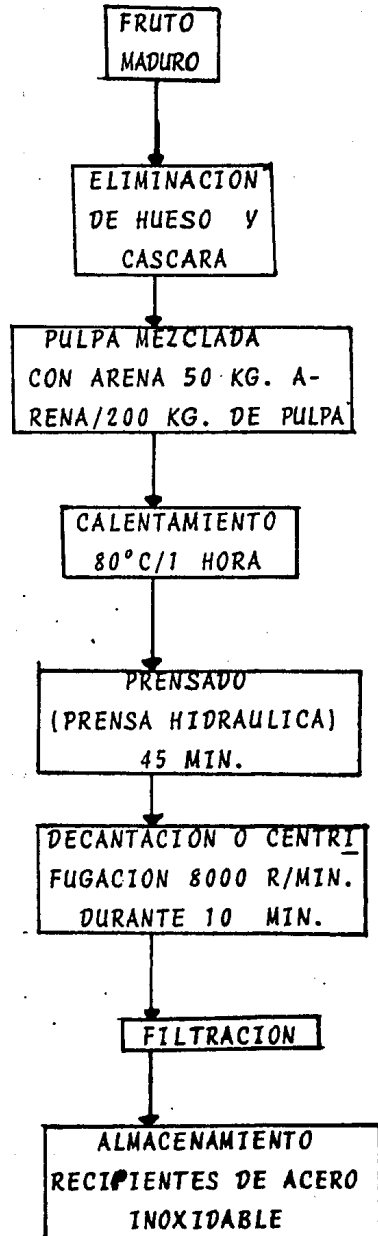 FRUTO
MADURO
ELIMINACION
DE HUESO Y
CASCARA
PULPA MEZCLADA
CON ARENA 50 KG. A-
RENA/200 KG. DE PULPA
CALENTAMIENTO
80°C/1 HORA
PRENSADO
(PRENSA HIDRAULICA)
45 MIN.
DECANTACION O CENTRI
FUGACION 8000 R/MIN.
DURANTE 10 MIN.
FILTRACION
ALMACENAMIENTO
RECIPIENTES DE ACERO
INOXIDABLE